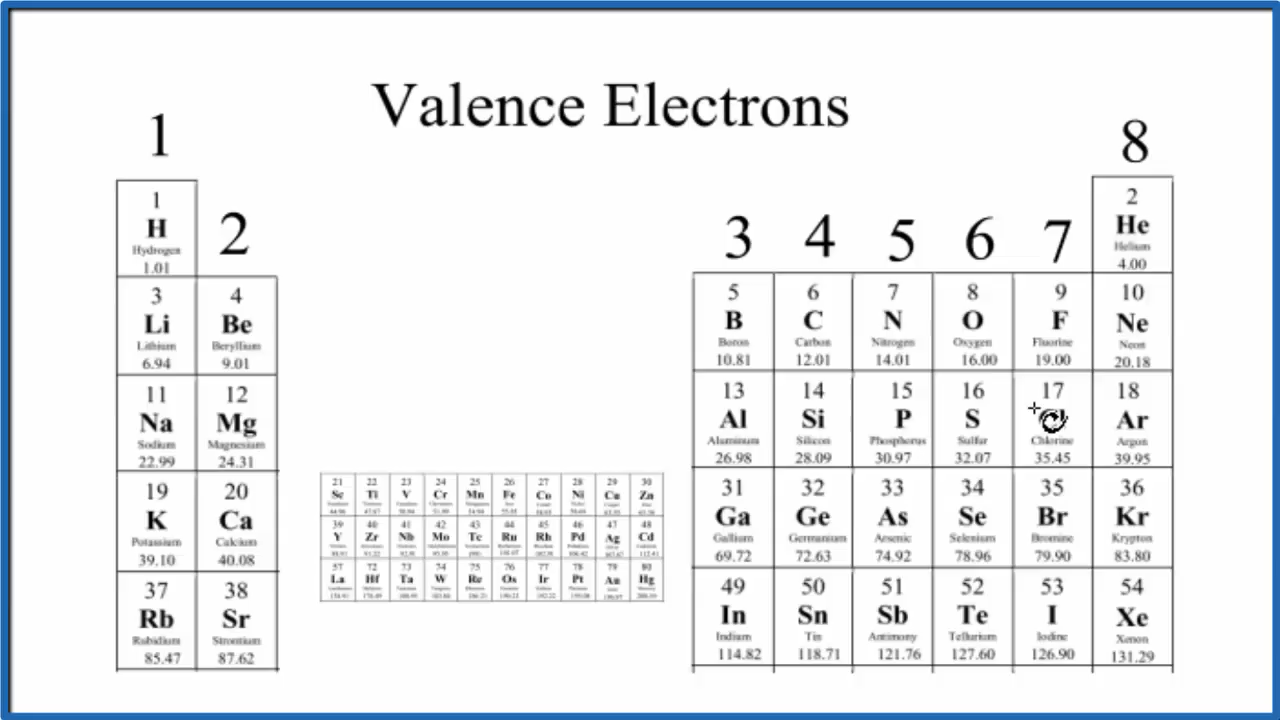 Valence Electrons
1
8
2
3 4 5 6 7
1
H
Hydrogen
1.01
2
He
Helium
4.00
3 4 5 6 7 8 9 10
Li Be B C N O F Ne
Lithium Beryllium Boron Carbon Nitrogen Oxygen Fluorine Neon
6.94 9.01 10.81 12.01 14.01 16.00 19.00 20.18
11 12 13 14 15 16 17 18
Na Mg Al Si P S Ar
Sodium Magnesium Aluminum Silicon Phosphorus Sulfur Chlorine Argon
22.99 24.31 26.98 28.09 30.97 32.07 35.45 39.95
19 20 31 32 33 34 35 36
K Ca Ga Ge As Se Br Kr
Potassium Calcium Gallium Germanium Arsenic Selenium Bromine Krypton
39.10 40.08 69.72 72.63 74.92 78.96 79.90 83.80
37 38 49 50 51 52 53 54
Rb Sr In Sn Sb Te I Xe
Rubidium Strontium Indium Tin Antimony Tellurium Iodine Xenon
85.47 87.62 114.82 118.71 121.76 127.60 126.90 131.29
21 22 23 24 25 26 27 28 29 30
Sc Ti V Cr Mn Fe Co Ni Cu Zn
39 40 41 42 43 44 45 46 47 48
Y Zr Nb Mo Tc Ru Rh Pd Ag Cd
57 72 73 74 75 76 77 78 79 80
La Hf Ta W Re Os Ir Pt Au Hg